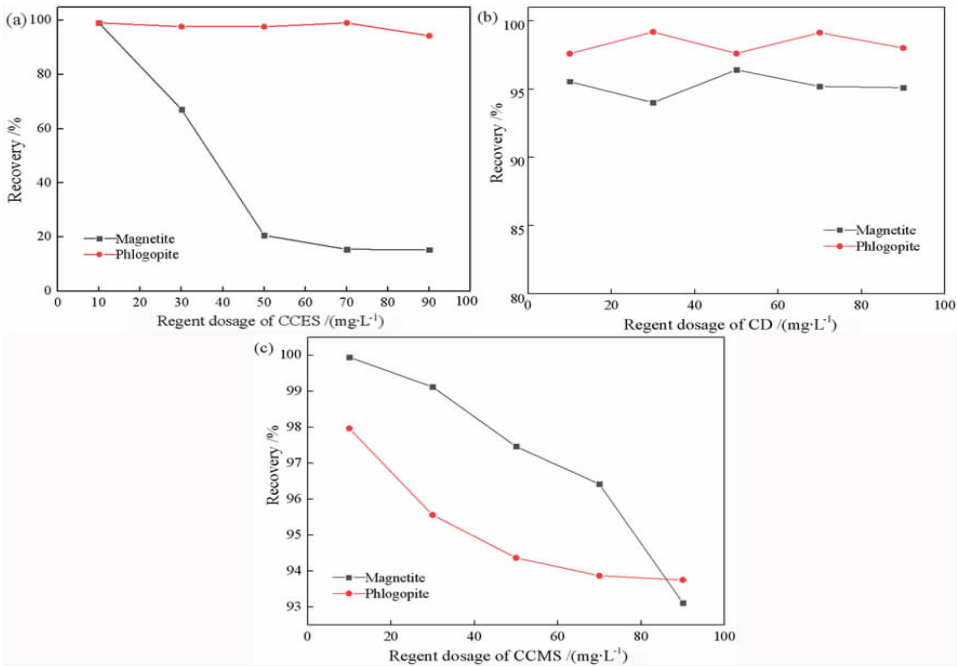 (a)
100
80
60
40
20
0
Recovery /%
Magnetite
Phlogopite
0 10 20 30 40 50 60 70 80 90 100
Regent dosage of CCES /(mg·L⁻¹)
(b)
100
95
90
85
80
Recovery /%
Magnetite
Phlogopite
0 20 40 60 80 100
Regent dosage of CD /(mg·L⁻¹)
(c)
100
99
98
97
96
95
94
93
Recovery /%
Magnetite
Phlogopite
0 20 40 60 80 100
Regent dosage of CCMS /(mg·L⁻¹)